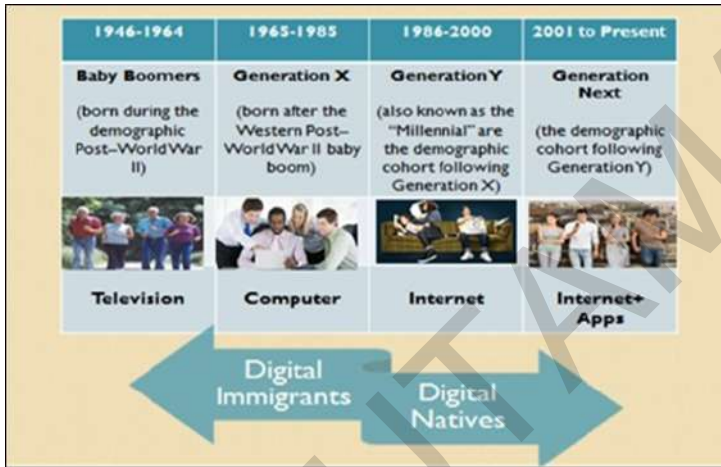 1946-1964
1965-1985
1986-2000
2001 to Present
Baby Boomers
(born during the
demographic
Post–World War
II)
Generation X
(born after the
Western Post–
World War II baby
boom)
Generation Y
(also known as the
“Millennial” are
the demographic
cohort following
Generation X)
Generation
Next
(the demographic
cohort following
Generation Y)
Television
Computer
Internet
Internet+
Apps
Digital
Immigrants
Digital
Natives